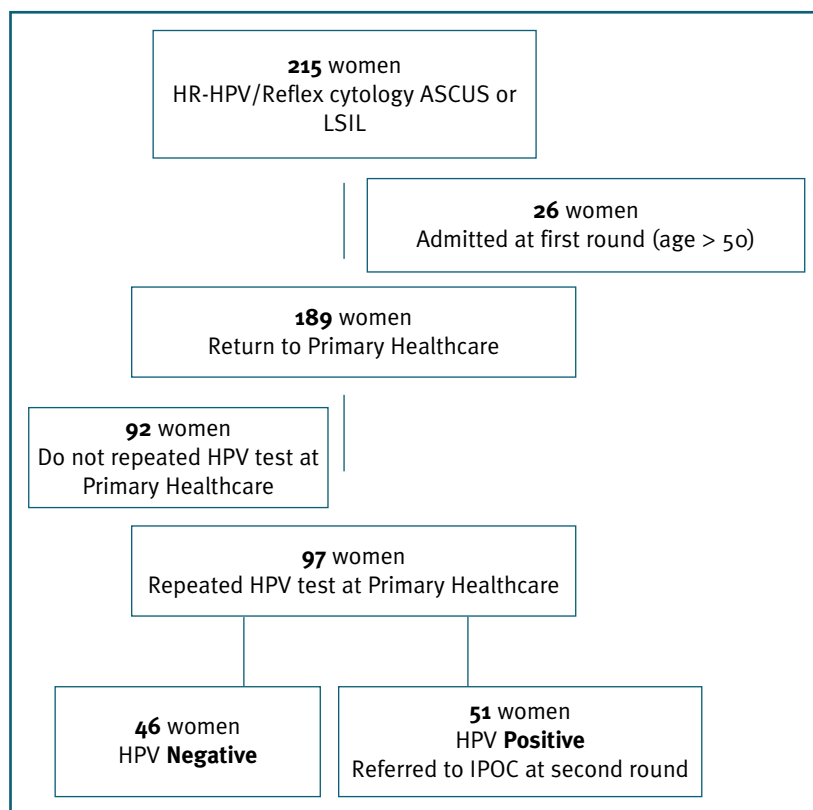 215 women
HR-HPV/Reflex cytology ASCUS or
LSIL
26 women
Admitted at first round (age > 50)
189 women
Return to Primary Healthcare
92 women
Do not repeated HPV test at
Primary Healthcare
97 women
Repeated HPV test at Primary Healthcare
46 women
HPV Negative
51 women
HPV Positive
Referred to IPOC at second round